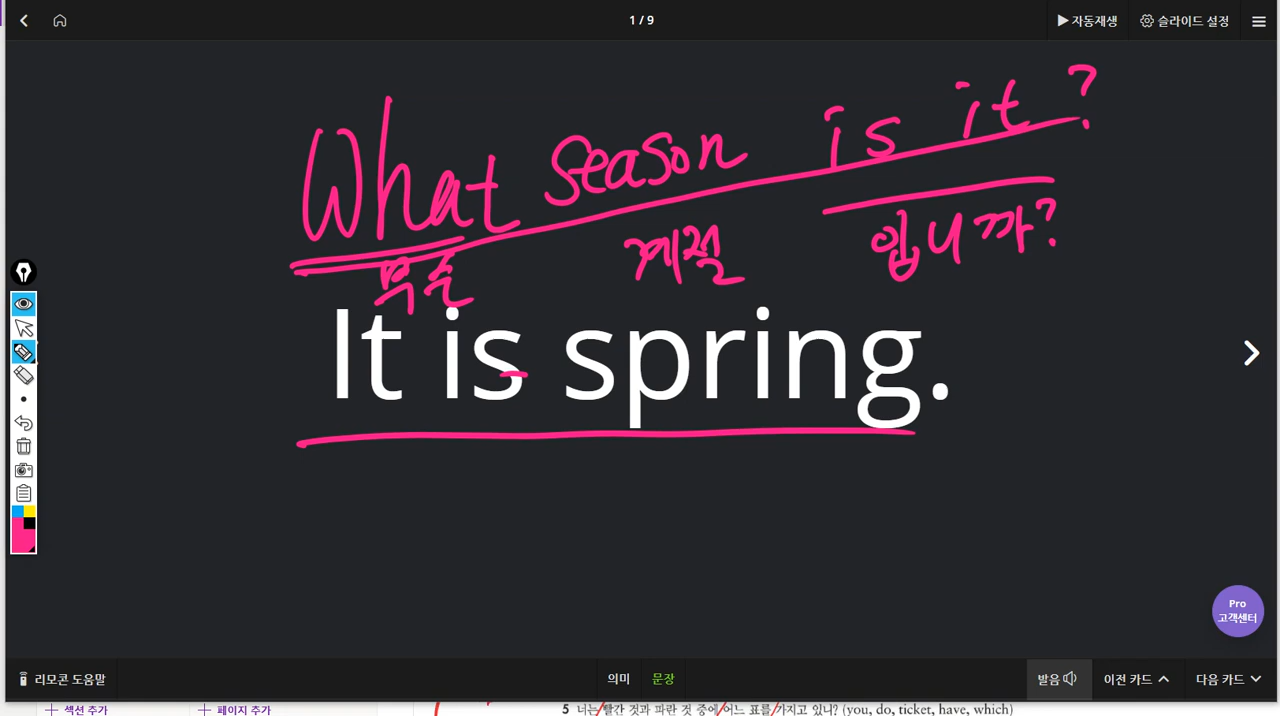 1 / 9
자동재생
슬라이드 설정
What season is it?
무슨 계절 입니까?
It is spring.
Pro
고객센터
리모콘 도움말
의미 문장
발음
이전 카드
다음 카드
섹션 추가
페이지 추가
5 너는 빨간 것과 파란 것 중에 어느 표를 가지고 있니? (you, do, ticket, have, which)